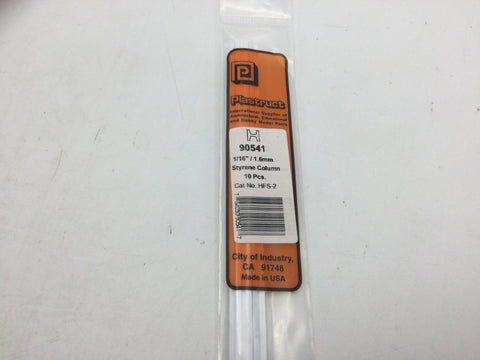 P
Plastruct
International Supplier of
Architectural, Educational
And Hobby Model Parts
90541
1/16" / 1.6mm
Styrene Column
10 Pcs.
Cat No. HFS-2
City of Industry,
CA 91748
Made in USA